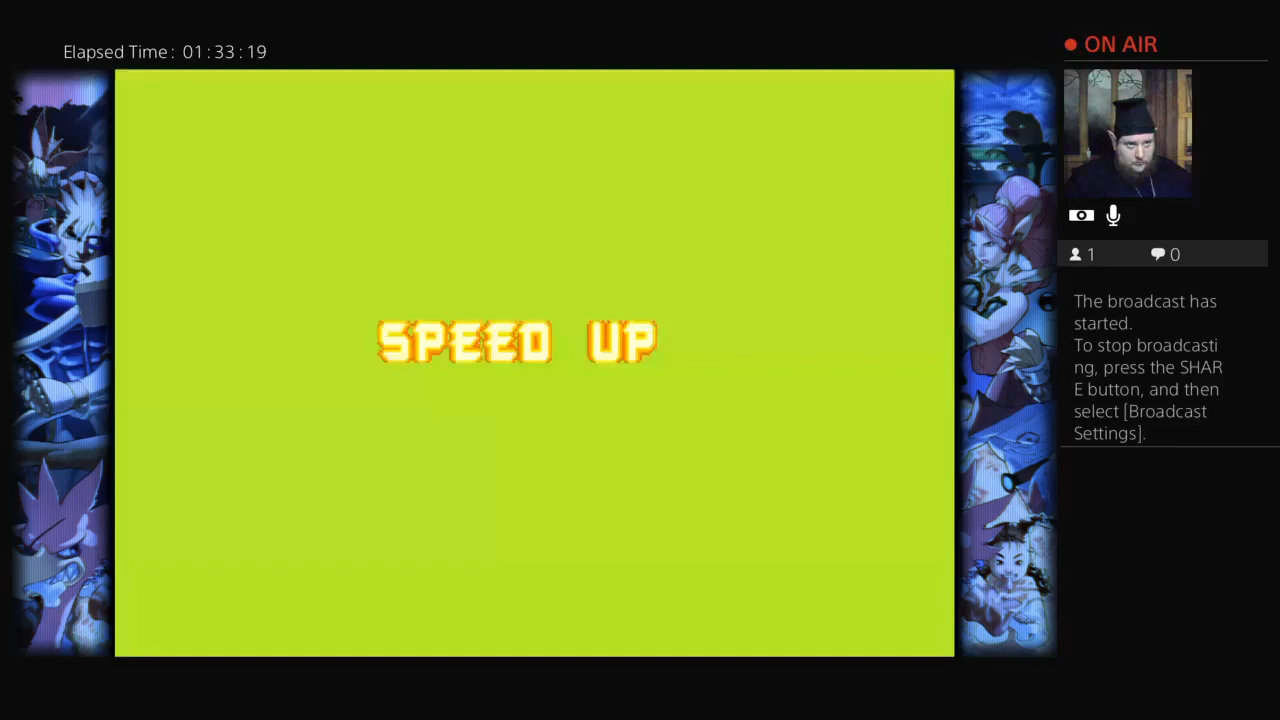 Elapsed Time: 01:33:19
ON AIR
1
0
SPEED UP
The broadcast has
started.
To stop broadcasti
ng, press the SHAR
E button, and then
select [Broadcast
Settings].